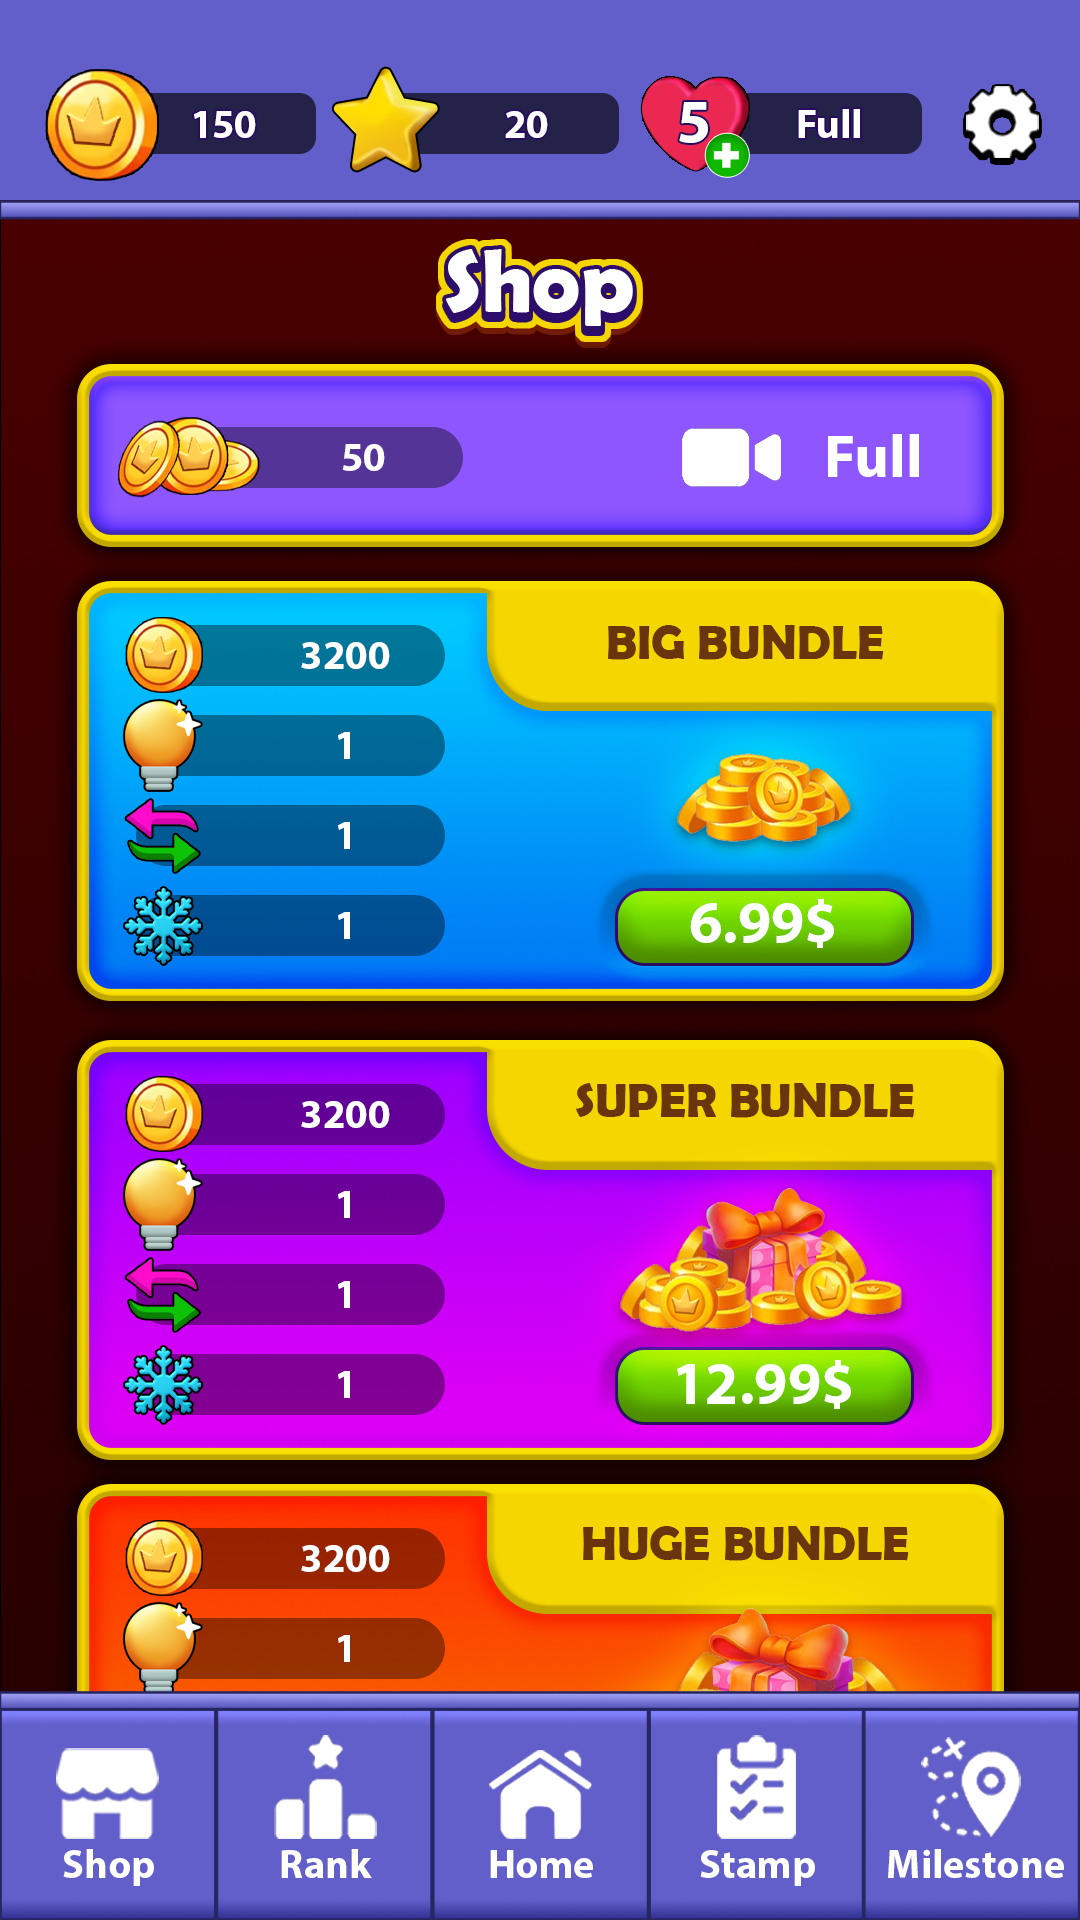 150
20
5
Full
Shop
50
Full
BIG BUNDLE
3200
1
1
1
6.99$
SUPER BUNDLE
3200
1
1
1
12.99$
HUGE BUNDLE
3200
1
Shop
Rank
Home
Stamp
Milestone